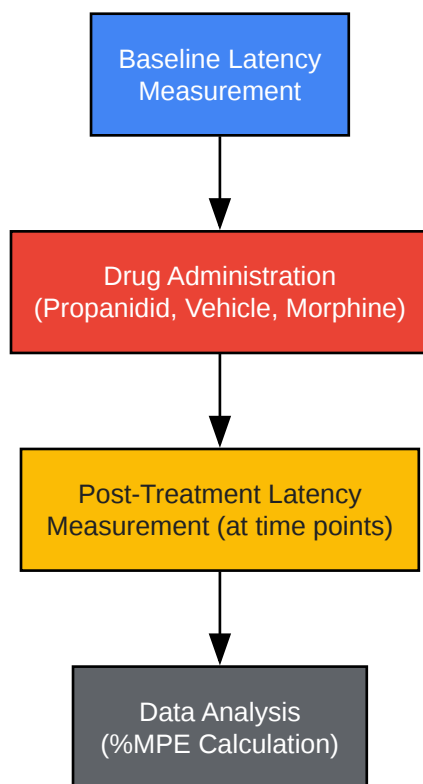 Baseline Latency
Measurement
Drug Administration
(Propanidid, Vehicle, Morphine)
Post-Treatment Latency
Measurement (at time points)
Data Analysis
(%MPE Calculation)